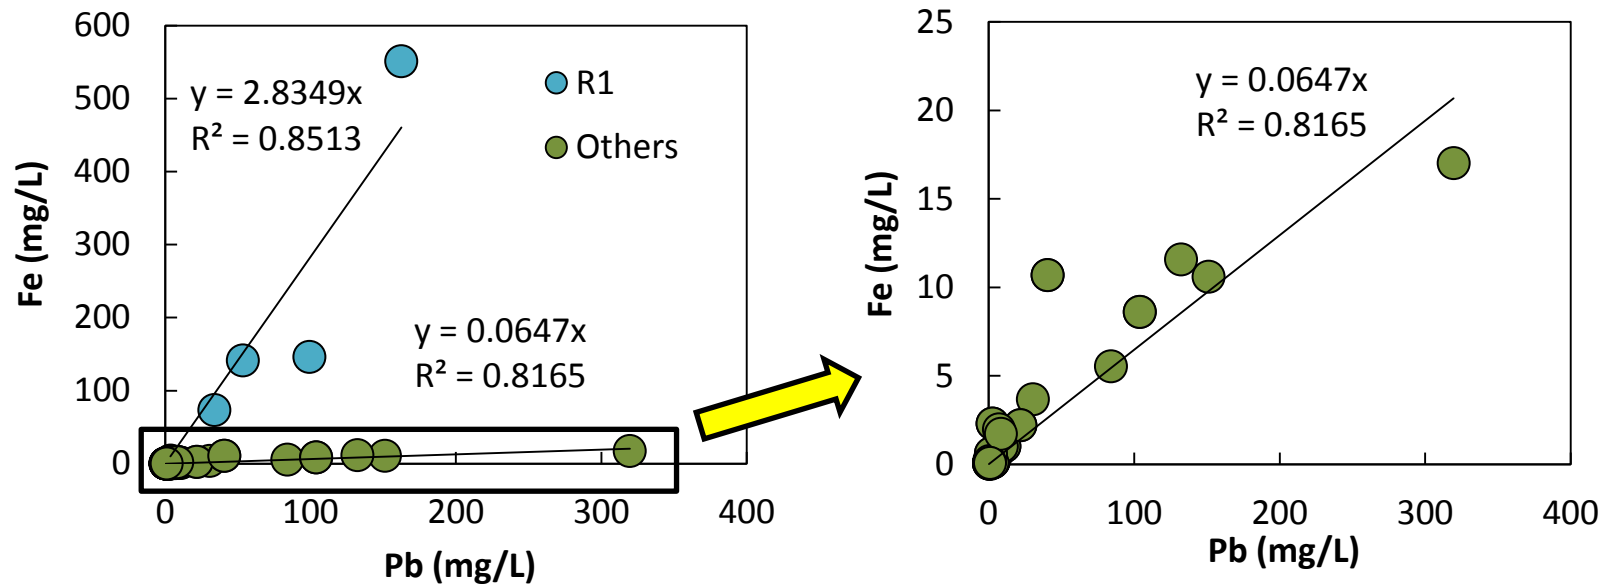 600
500
400
300
200
100
0
Fe (mg/L)
y = 2.8349x
R² = 0.8513
R1
Others
y = 0.0647x
R² = 0.8165
0 100 200 300 400
Pb (mg/L)
25
20
15
10
5
0
Fe (mg/L)
y = 0.0647x
R² = 0.8165
0 100 200 300 400
Pb (mg/L)